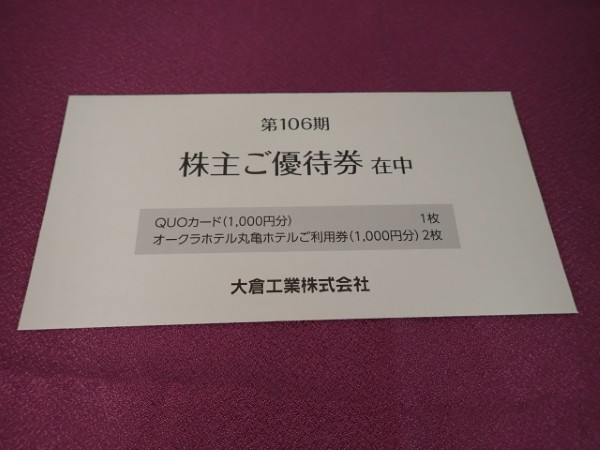 第106期
株主ご優待券 在中
QUOカード(1,000円分) 1枚
オークラホテル丸亀ホテルご利用券(1,000円分) 2枚
大倉工業株式会社